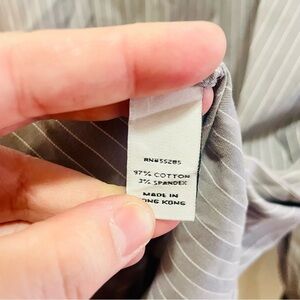 RN#55285
97% COTTON
3% SPANDEX
MADE IN
HONG KONG